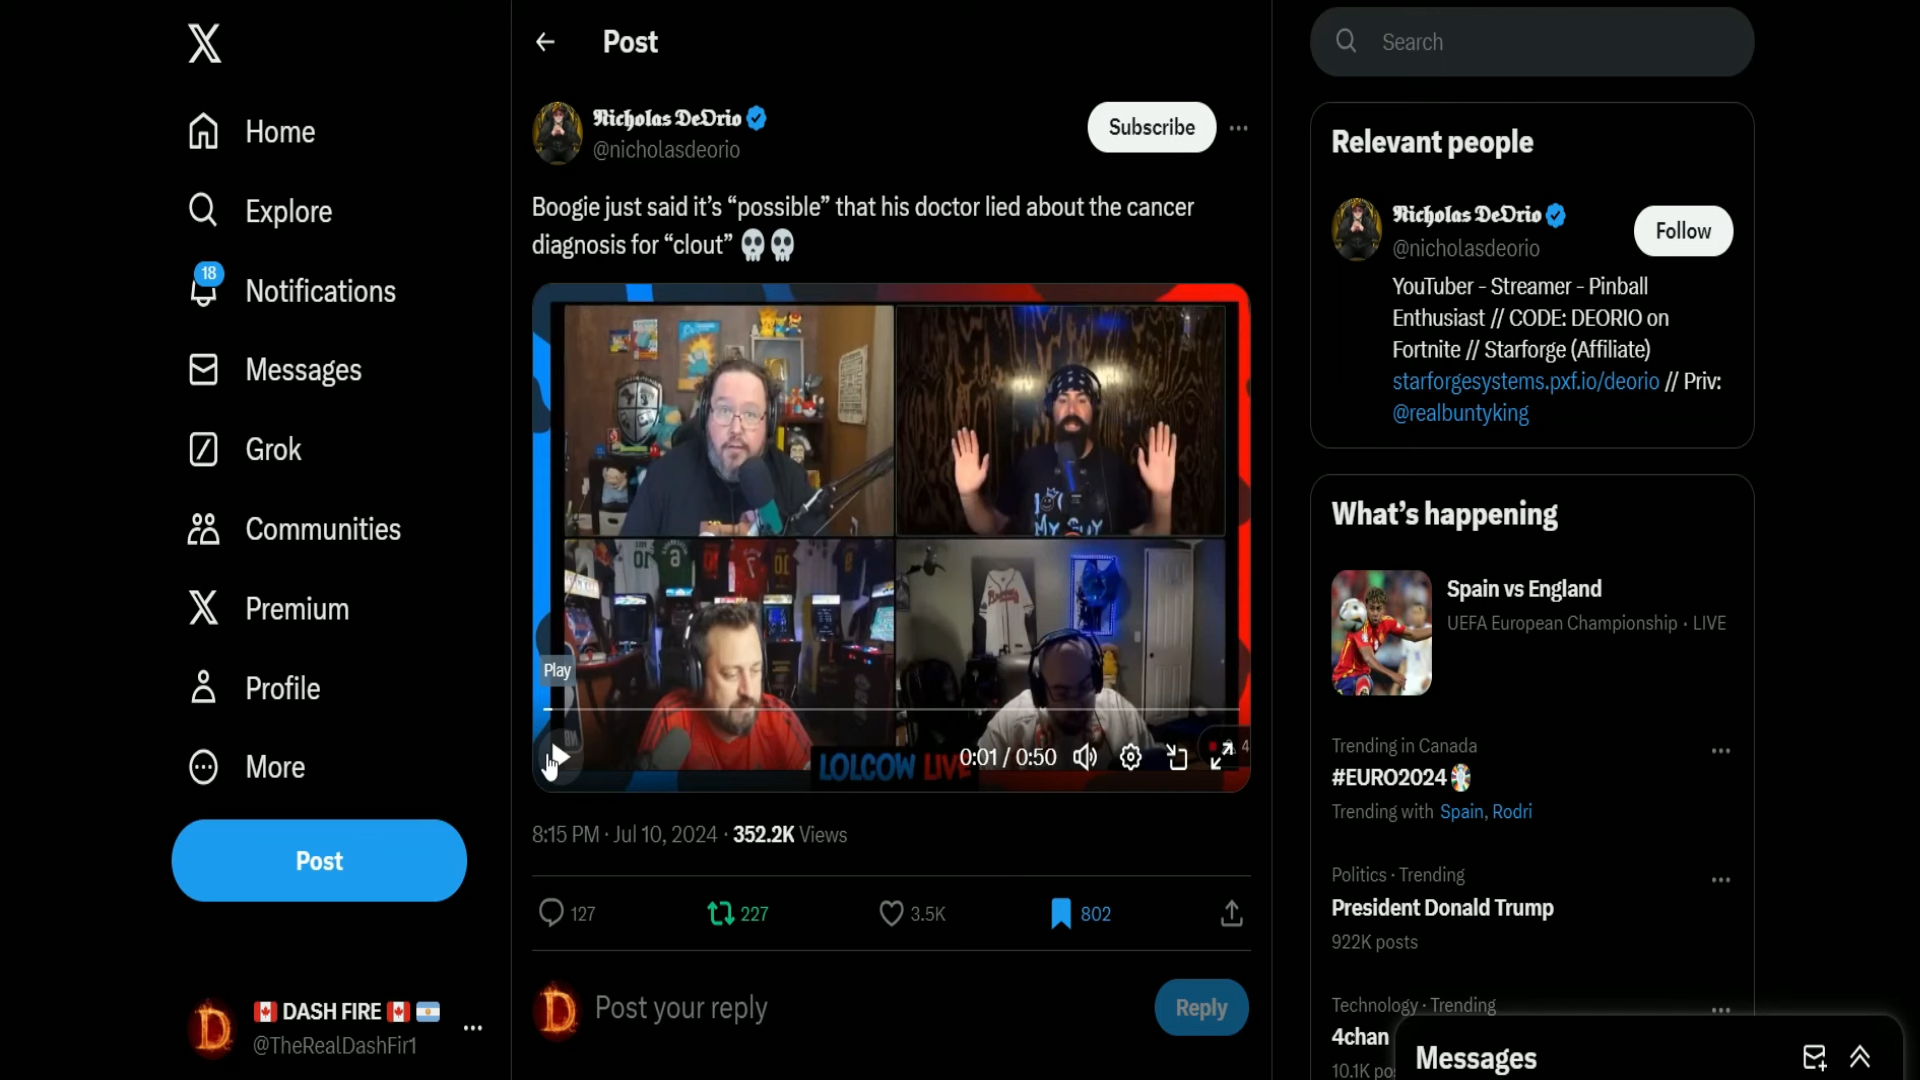 Post
Search
Nicholas DeOrio
@nicholasdeorio
Subscribe
Home
Explore
18
Notifications
Messages
Grok
Communities
Premium
Profile
More
Post
Boogie just said it’s “possible” that his doctor lied about the cancer
diagnosis for “clout” 💀💀
MY GUY
Play
0:01 / 0:50
LOLCOW LIVE
8:15 PM · Jul 10, 2024 · 352.2K Views
127
227
3.5K
802
Post your reply
Reply
DASH FIRE
@TheRealDashFir1
Relevant people
Nicholas DeOrio
@nicholasdeorio
Follow
YouTuber - Streamer - Pinball
Enthusiast // CODE: DEORIO on
Fortnite // Starforge (Affiliate)
starforgesystems.pxf.io/deorio // Priv:
@realbuntyking
What’s happening
Spain vs England
UEFA European Championship · LIVE
Trending in Canada
#EURO2024
Trending with Spain, Rodri
Politics · Trending
President Donald Trump
922K posts
Technology · Trending
4chan
10.1K
Messages